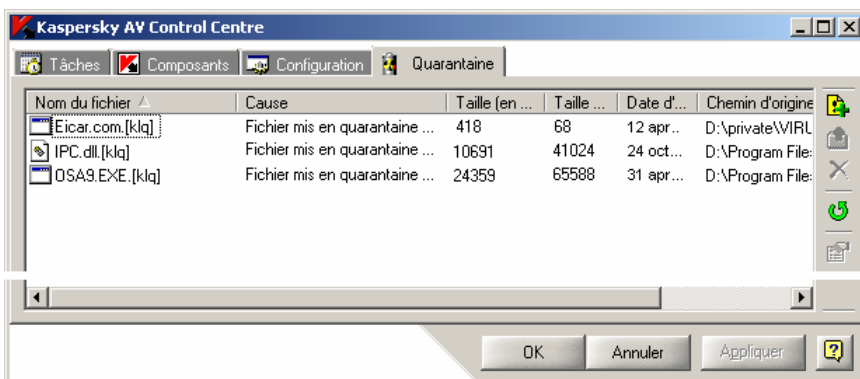 Kaspersky AV Control Centre
Tâches Composants Configuration Quarantaine
Nom du fichier Cause Taille (en ... Taille ... Date d'... Chemin d'origine
Eicar.com.[klq] Fichier mis en quarantaine ... 418 68 12 apr.. D:\private\VIRL
IPC.dll.[klq] Fichier mis en quarantaine ... 10691 41024 24 oct... D:\Program File:
OSA9.EXE.[klq] Fichier mis en quarantaine ... 24359 65588 31 apr... D:\Program File:
OK Annuler Appliquer